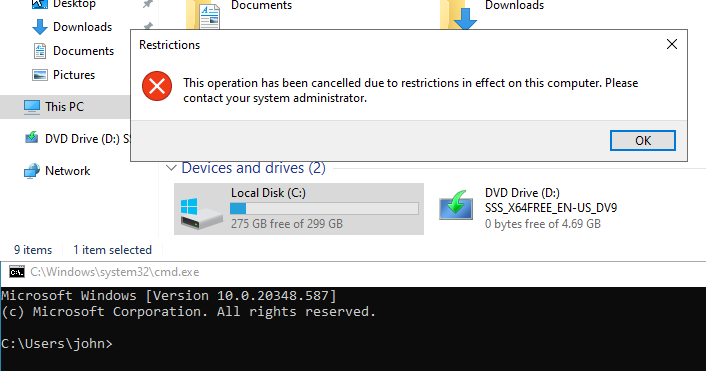 Desktop
Documents
Downloads
Downloads
Documents
Pictures
This PC
DVD Drive (D:) SS
Network
Restrictions
This operation has been cancelled due to restrictions in effect on this computer. Please
contact your system administrator.
OK
Devices and drives (2)
Local Disk (C:)
275 GB free of 299 GB
DVD Drive (D:)
SSS_X64FREE_EN-US_DV9
0 bytes free of 4.69 GB
9 items 1 item selected
C:\Windows\system32\cmd.exe
Microsoft Windows [Version 10.0.20348.587]
(c) Microsoft Corporation. All rights reserved.
C:\Users\john>